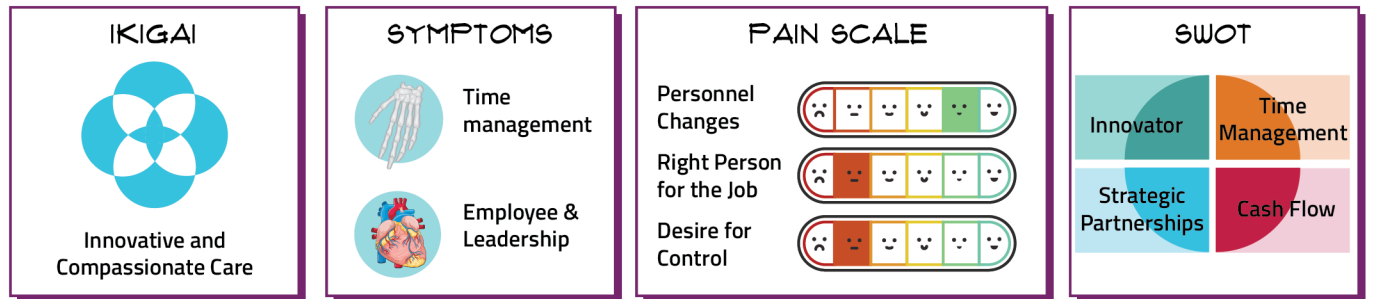 IKIGAI
Innovative and
Compassionate Care
SYMPTOMS
Time
management
Employee &
Leadership
PAIN SCALE
Personnel
Changes
Right Person
for the Job
Desire for
Control
SWOT
Innovator
Time
Management
Strategic
Partnerships
Cash Flow